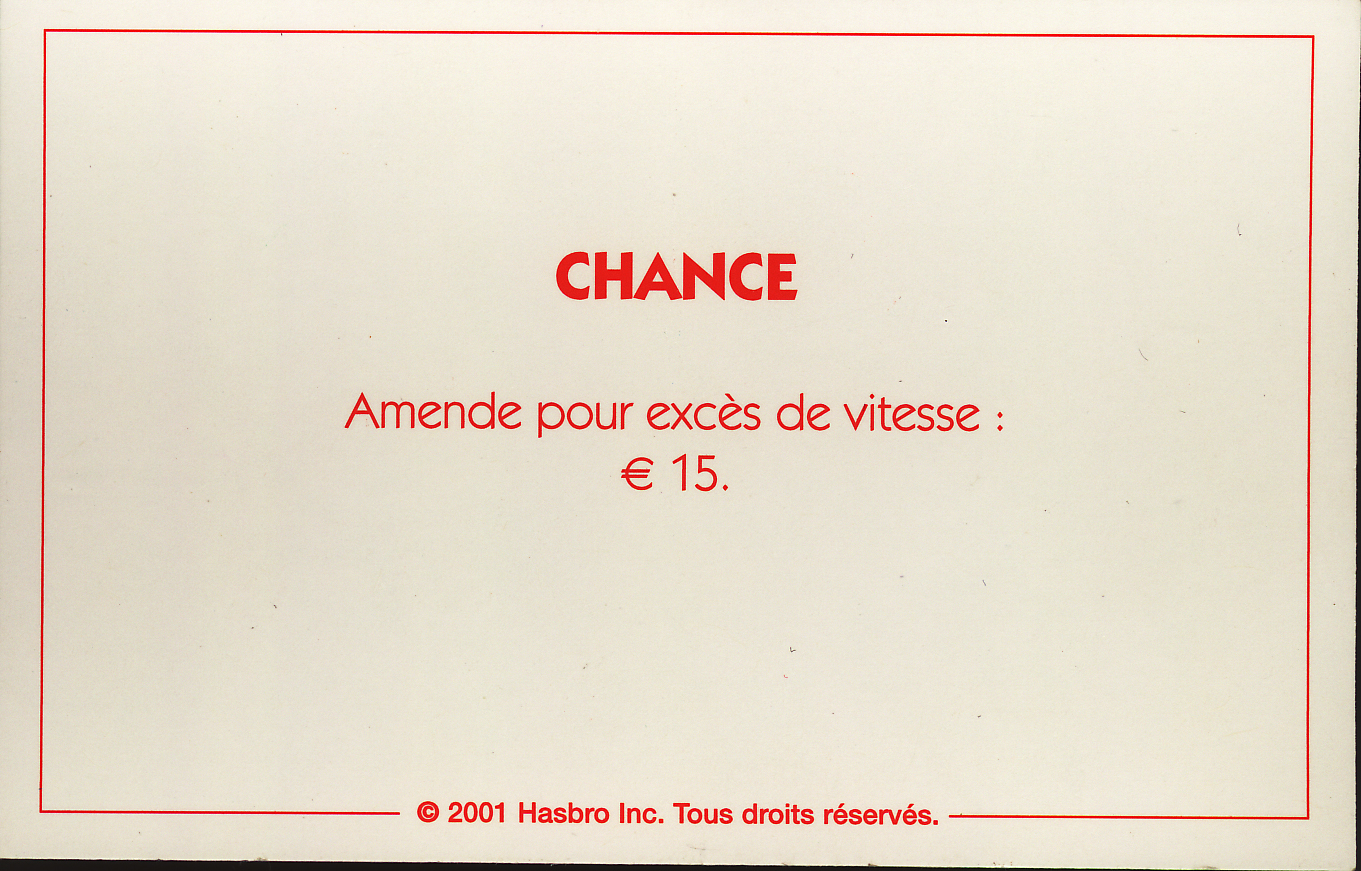 CHANCE
Amende pour excès de vitesse :
€ 15.
© 2001 Hasbro Inc. Tous droits réservés.